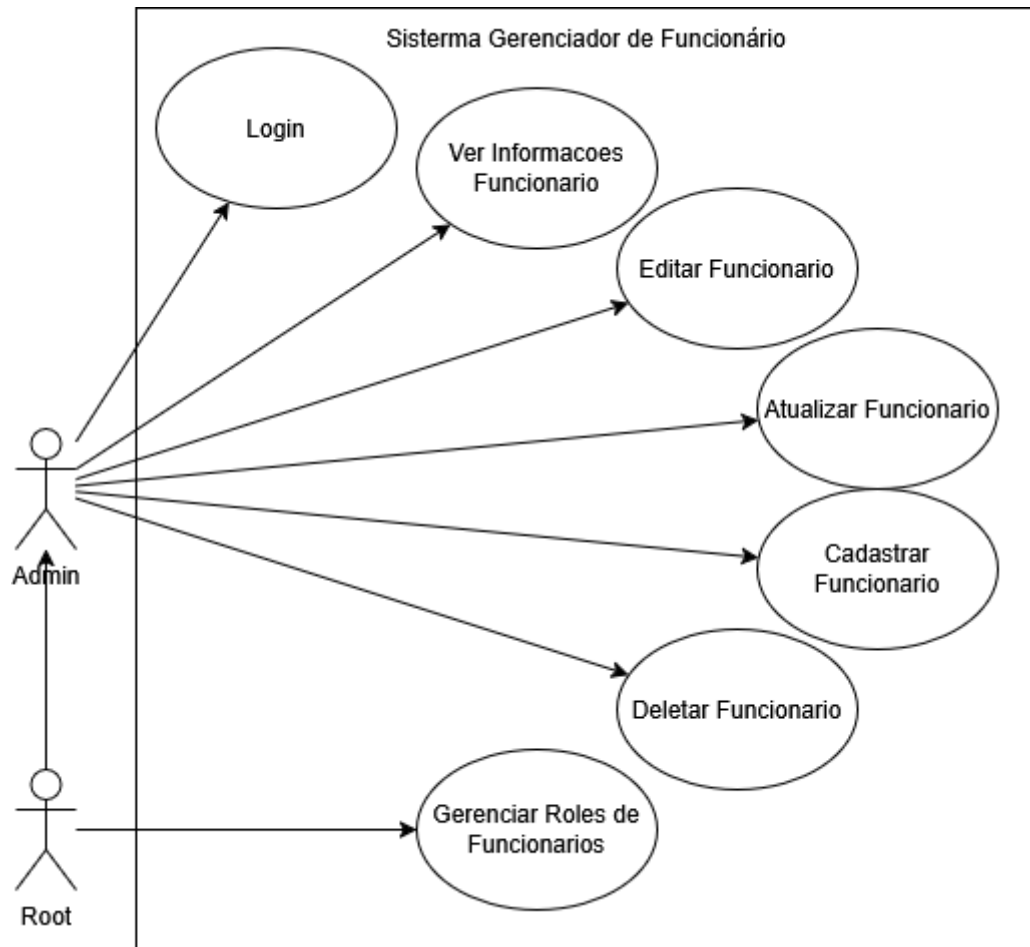 Sisterma Gerenciador de Funcionário
Login
Ver Informacoes
Funcionario
Editar Funcionario
Atualizar Funcionario
Cadastrar
Funcionario
Admin
Deletar Funcionario
Gerenciar Roles de
Funcionarios
Root